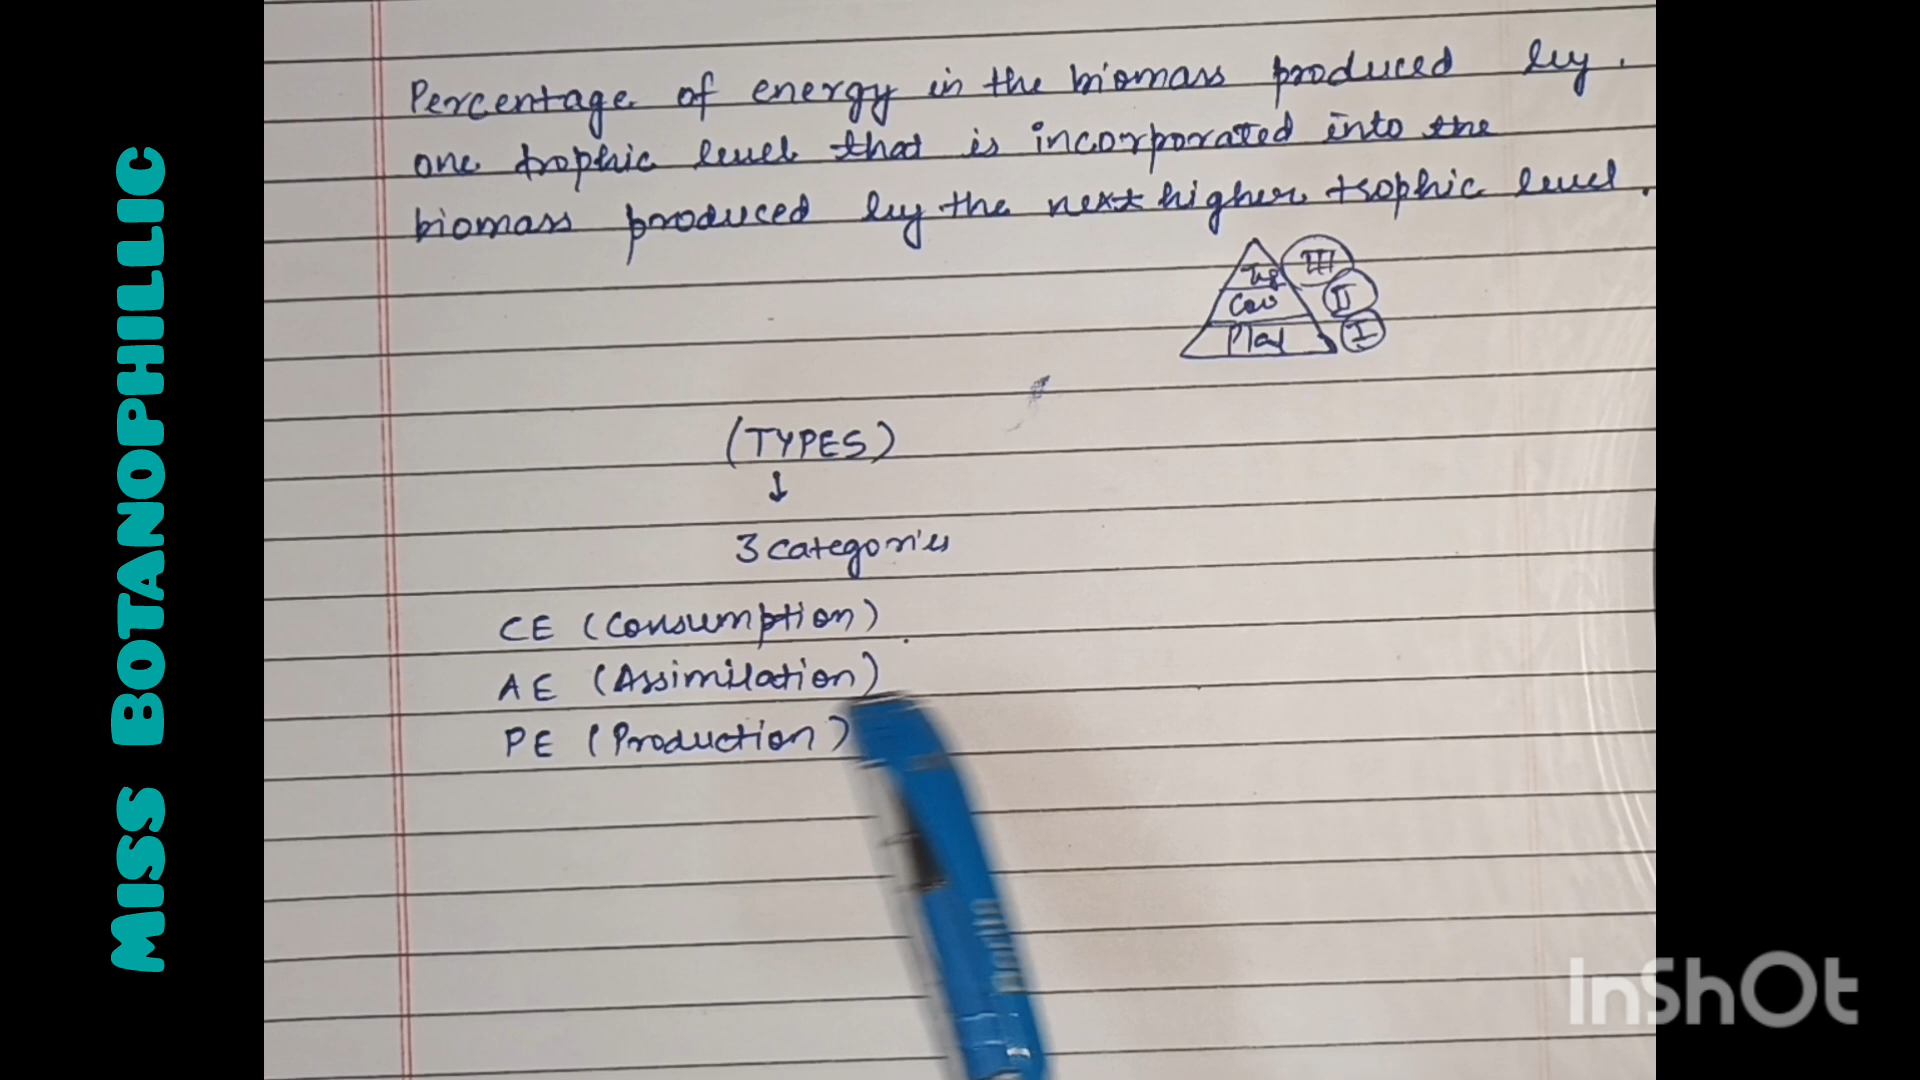 MISS BOTANOPHILLIC
Percentage of energy in the biomass produced by
one trophic level that is incorporated into the
biomass produced by the next higher trophic level.
III
Cow II
I
(TYPES)
↓
3 categories
CE (Consumption)
AE (Assimilation)
PE (Production)
InShOt